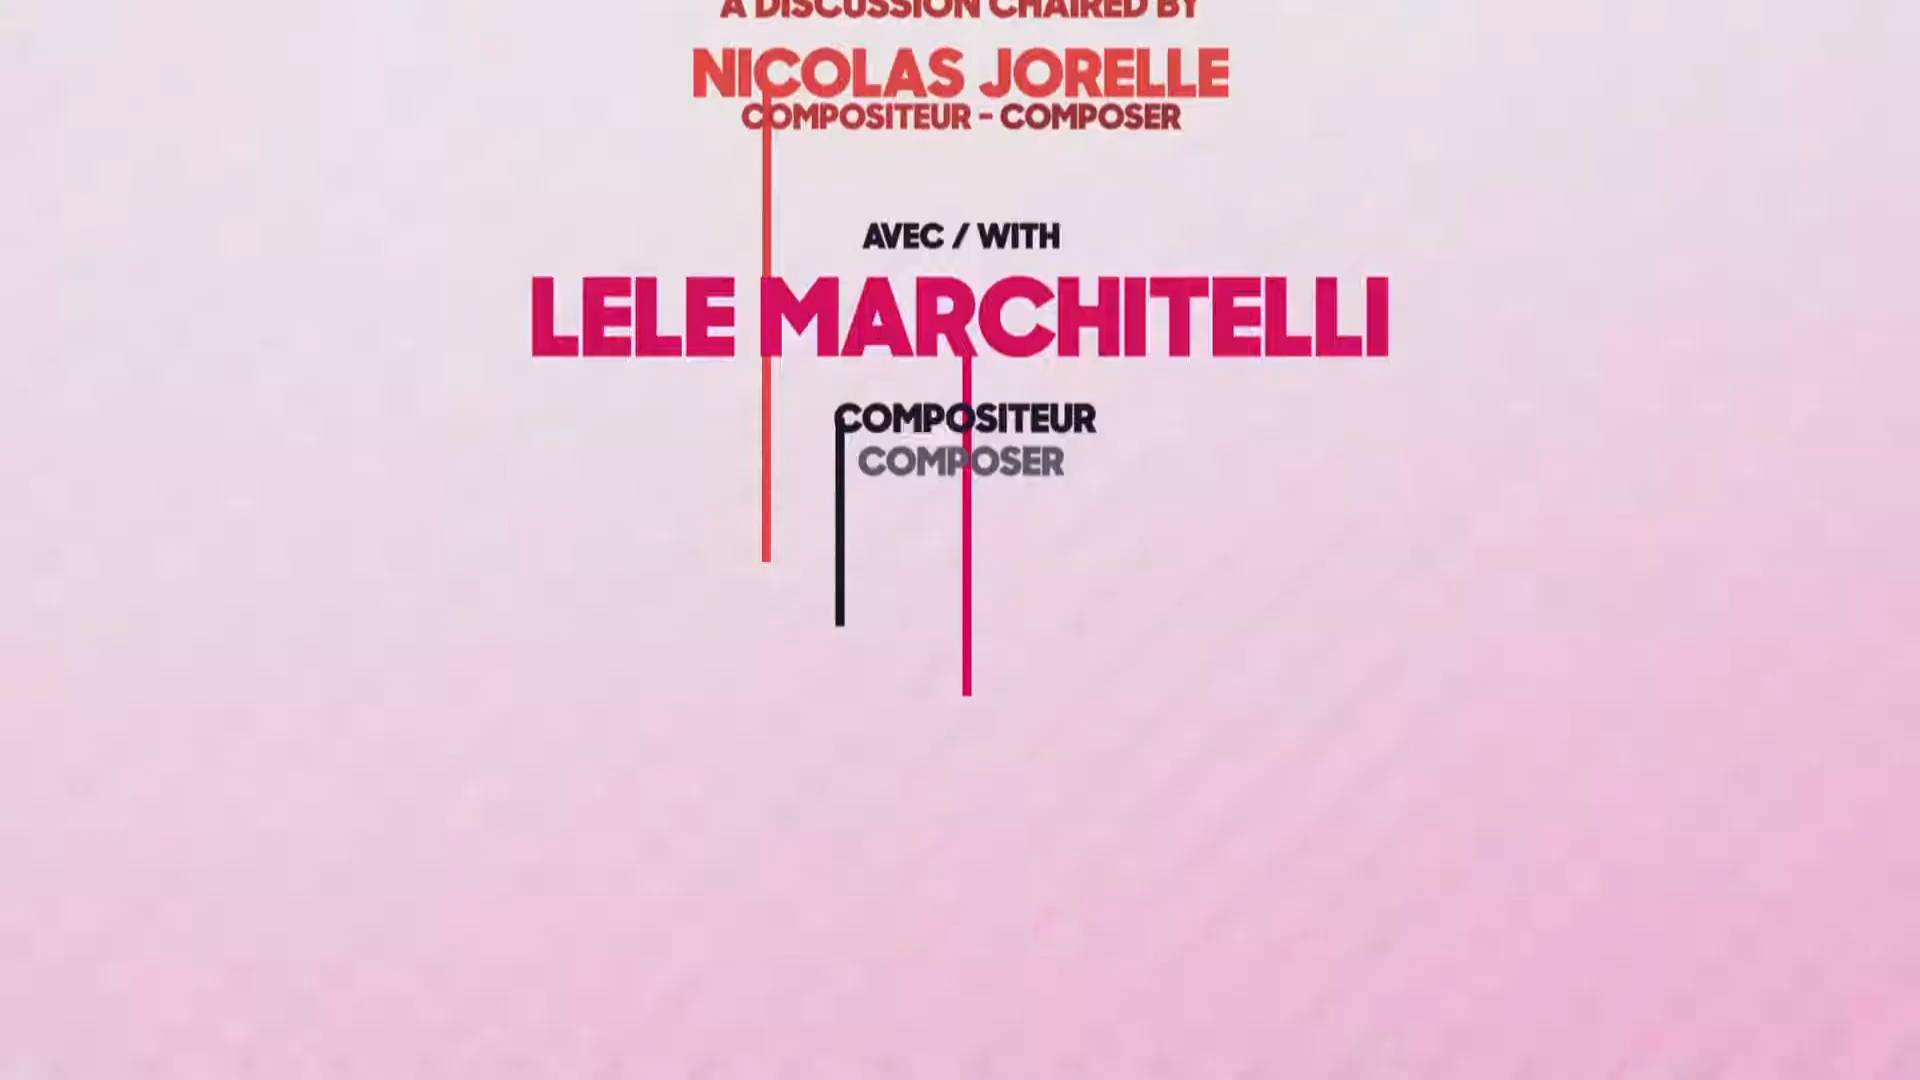 A DISCUSSION CHAIRED BY
NICOLAS JORELLE
COMPOSITEUR - COMPOSER
AVEC / WITH
LELE MARCHITELLI
COMPOSITEUR
COMPOSER